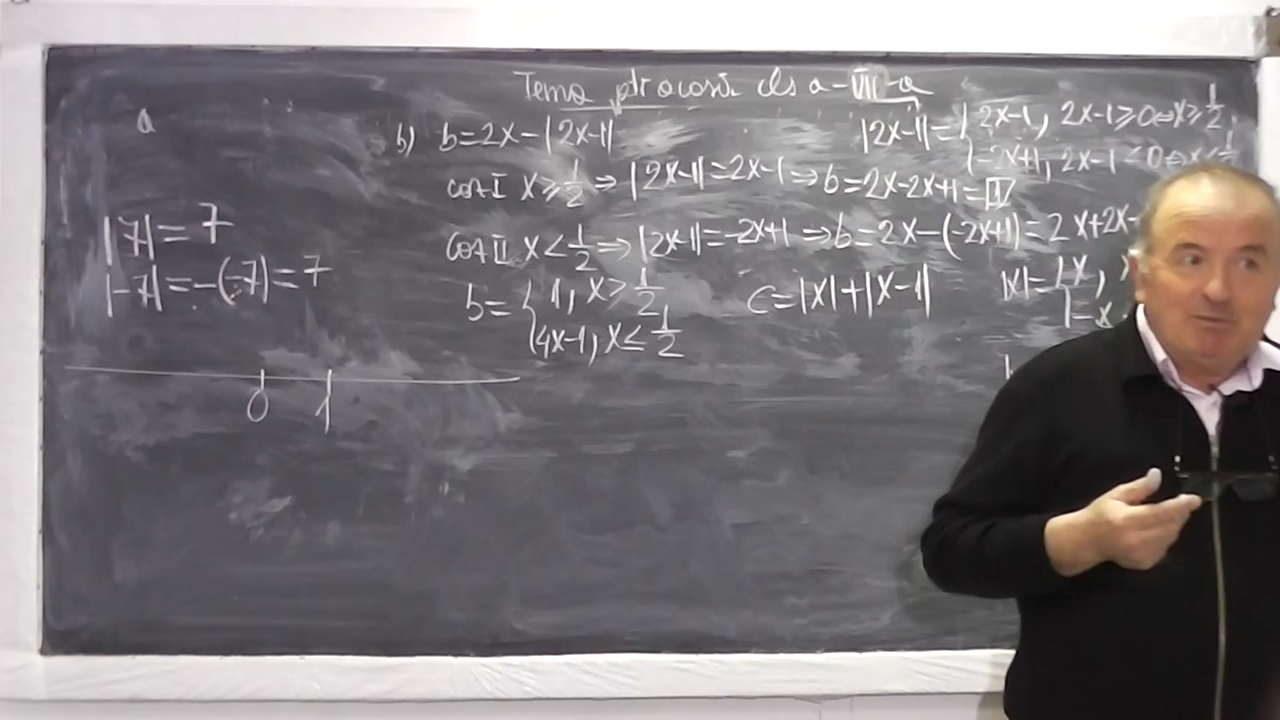 Tema ptr acasă cls a-VII-a
a
b) b=2x-|2x-1|
|2x-1|={2x-1, 2x-1≥0⇔x≥1/2
{-2x+1, 2x-1<0⇔x<1/2
caz I x≥1/2 ⇒ |2x-1|=2x-1 ⇒ b=2x-2x+1=1
|7|=7
caz II x<1/2 ⇒ |2x-1|=-2x+1 ⇒ b=2x-(-2x+1)=2x+2x-
|-7|=-(-7)=7
b={1, x>1/2
{4x-1, x≤1/2
c=|x|+|x-1|
|x|={x,
{-x
0 1